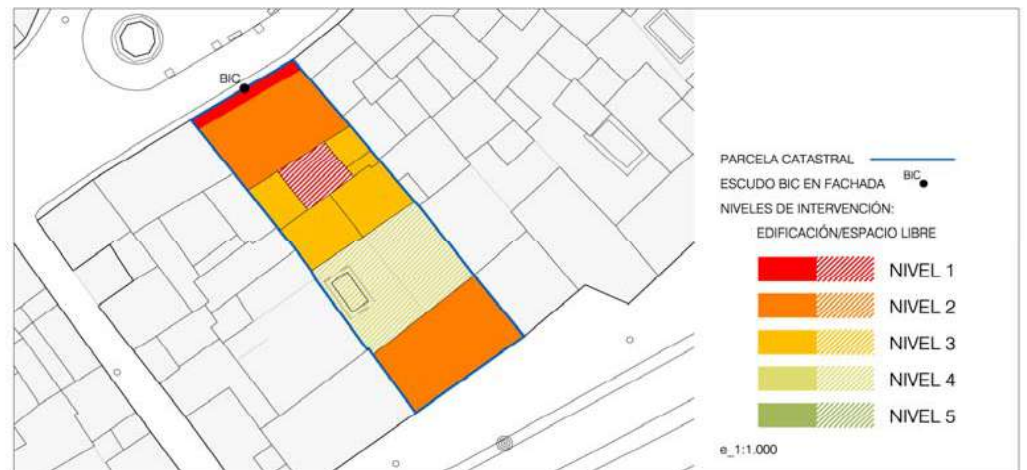 BIC
PARCELA CATASTRAL
ESCUDO BIC EN FACHADA BIC
NIVELES DE INTERVENCIÓN:
EDIFICACIÓN/ESPACIO LIBRE
NIVEL 1
NIVEL 2
NIVEL 3
NIVEL 4
NIVEL 5
e_1:1.000